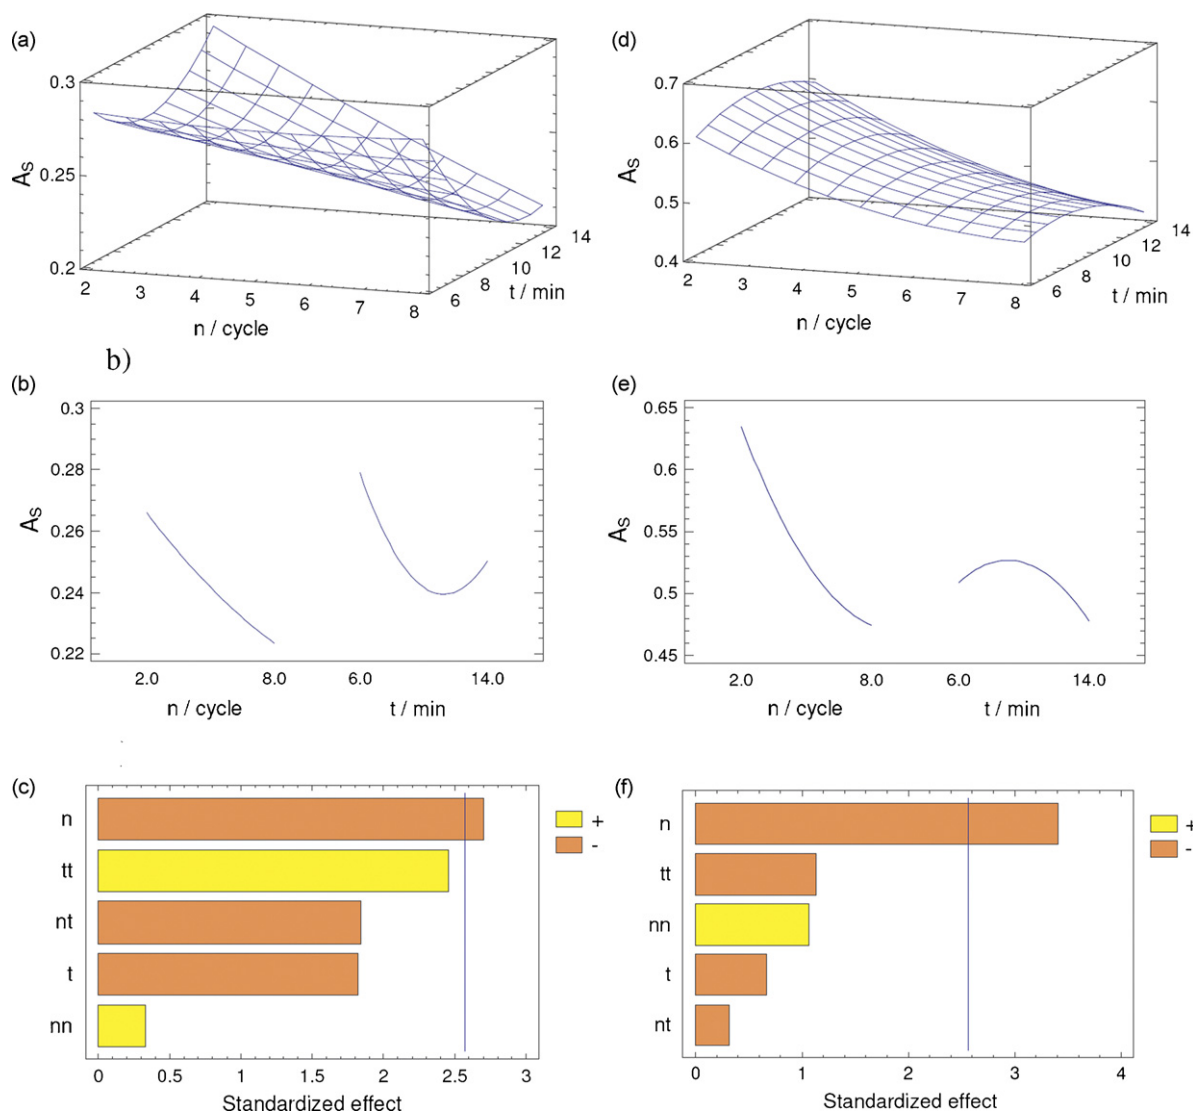 (a)
0.3
0.25
0.2
As
2 3 4 5 6 7 8
n / cycle
6 8 10 12 14
t / min
(d)
0.7
0.6
0.5
0.4
As
2 3 4 5 6 7 8
n / cycle
6 8 10 12 14
t / min
b)
(b)
0.3
0.28
0.26
0.24
0.22
As
2.0 8.0 6.0 14.0
n / cycle t / min
(e)
0.65
0.6
0.55
0.5
0.45
As
2.0 8.0 6.0 14.0
n / cycle t / min
(c)
n
tt
nt
t
nn
+
-
0 0.5 1 1.5 2 2.5 3
Standardized effect
(f)
n
tt
nn
t
nt
+
-
0 1 2 3 4
Standardized effect